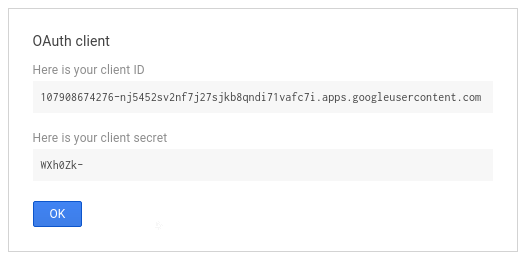 OAuth client
Here is your client ID
107908674276-nj5452sv2nf7j27sjkb8qndi71vafc7i.apps.googleusercontent.com
Here is your client secret
WXh0Zk-
OK